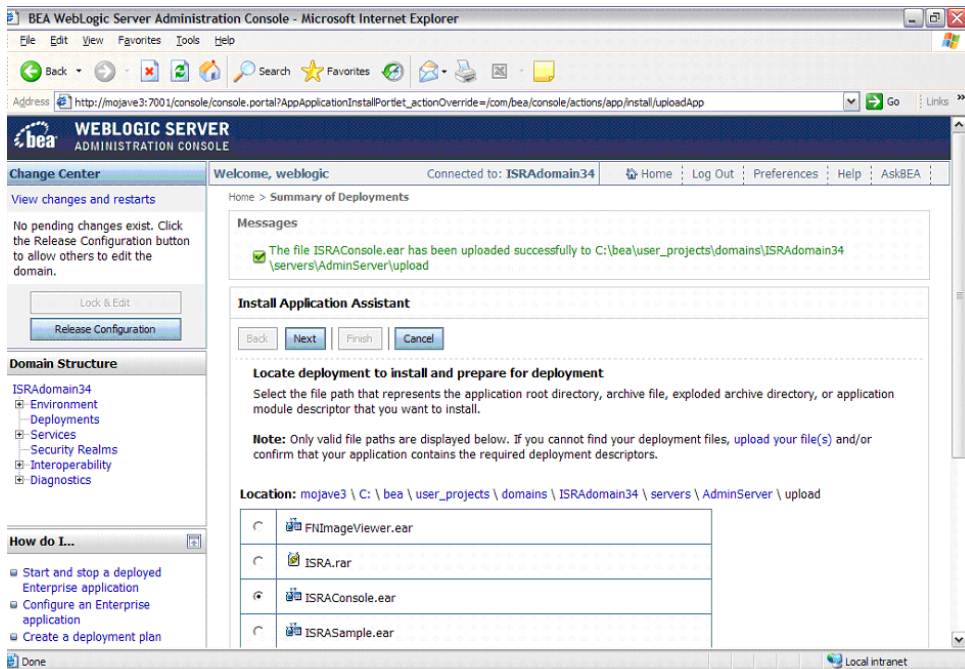 BEA WebLogic Server Administration Console - Microsoft Internet Explorer
File Edit View Favorites Tools Help
Back Search Favorites
Address http://mojave3:7001/console/console.portal?AppApplicationInstallPortlet_actionOverride=/com/bea/console/actions/app/install/uploadApp Go Links »
bea WEBLOGIC SERVER
ADMINISTRATION CONSOLE
Change Center
View changes and restarts
No pending changes exist. Click
the Release Configuration button
to allow others to edit the
domain.
Lock & Edit
Release Configuration
Domain Structure
ISRAdomain34
Environment
Deployments
Services
Security Realms
Interoperability
Diagnostics
How do I...
Start and stop a deployed
Enterprise application
Configure an Enterprise
application
Create a deployment plan
Welcome, weblogic Connected to: ISRAdomain34 Home Log Out Preferences Help AskBEA
Home > Summary of Deployments
Messages
The file ISRAConsole.ear has been uploaded successfully to C:\bea\user_projects\domains\ISRAdomain34
\servers\AdminServer\upload
Install Application Assistant
Back Next Finish Cancel
Locate deployment to install and prepare for deployment
Select the file path that represents the application root directory, archive file, exploded archive directory, or application
module descriptor that you want to install.
Note: Only valid file paths are displayed below. If you cannot find your deployment files, upload your file(s) and/or
confirm that your application contains the required deployment descriptors.
Location: mojave3 \ C: \ bea \ user_projects \ domains \ ISRAdomain34 \ servers \ AdminServer \ upload
FNImageViewer.ear
ISRA.rar
ISRAConsole.ear
ISRASample.ear
Done Local intranet